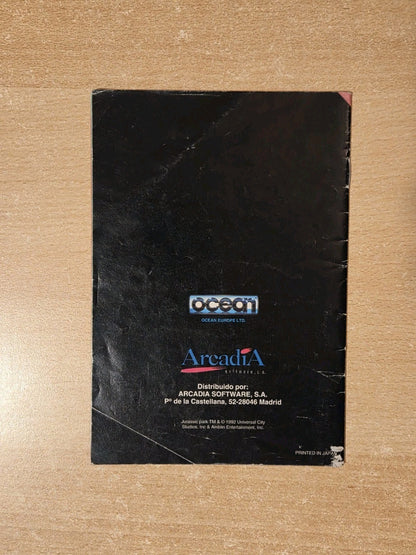 ocean
OCEAN EUROPE LTD.
ArcadiA
software, s.a.
Distribuido por:
ARCADIA SOFTWARE, S.A.
Pº de la Castellana, 52-28046 Madrid
Jurassic park TM & © 1992 Universal City
Studios, Inc & Amblin Entertainment, Inc.
PRINTED IN JAPAN